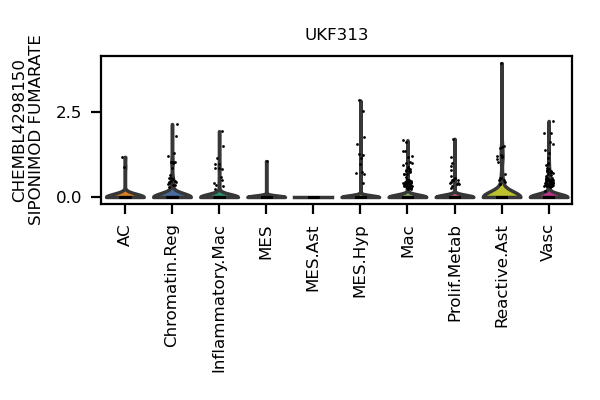 UKF313
CHEMBL4298150
SIPONIMOD FUMARATE
2.5
0.0
AC
Chromatin.Reg
Inflammatory.Mac
MES
MES.Ast
MES.Hyp
Mac
Prolif.Metab
Reactive.Ast
Vasc